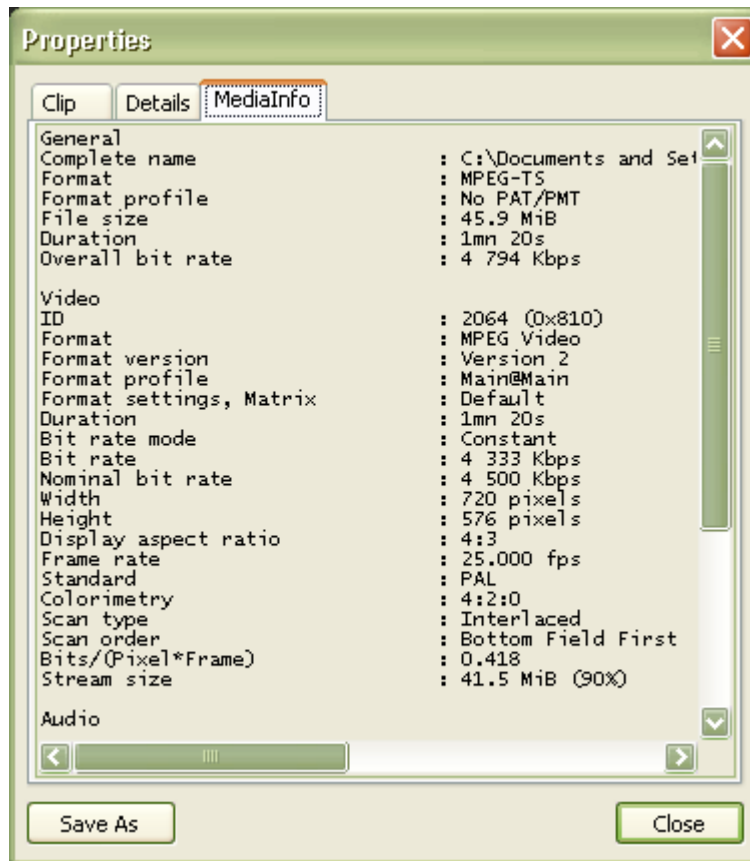 Properties
Clip Details MediaInfo
General
Complete name : C:\Documents and Set
Format : MPEG-TS
Format profile : No PAT/PMT
File size : 45.9 MiB
Duration : 1mn 20s
Overall bit rate : 4 794 Kbps
Video
ID : 2064 (0x810)
Format : MPEG Video
Format version : Version 2
Format profile : Main@Main
Format settings, Matrix : Default
Duration : 1mn 20s
Bit rate mode : Constant
Bit rate : 4 333 Kbps
Nominal bit rate : 4 500 Kbps
Width : 720 pixels
Height : 576 pixels
Display aspect ratio : 4:3
Frame rate : 25.000 fps
Standard : PAL
Colorimetry : 4:2:0
Scan type : Interlaced
Scan order : Bottom Field First
Bits/(Pixel*Frame) : 0.418
Stream size : 41.5 MiB (90%)
Audio
Save As Close